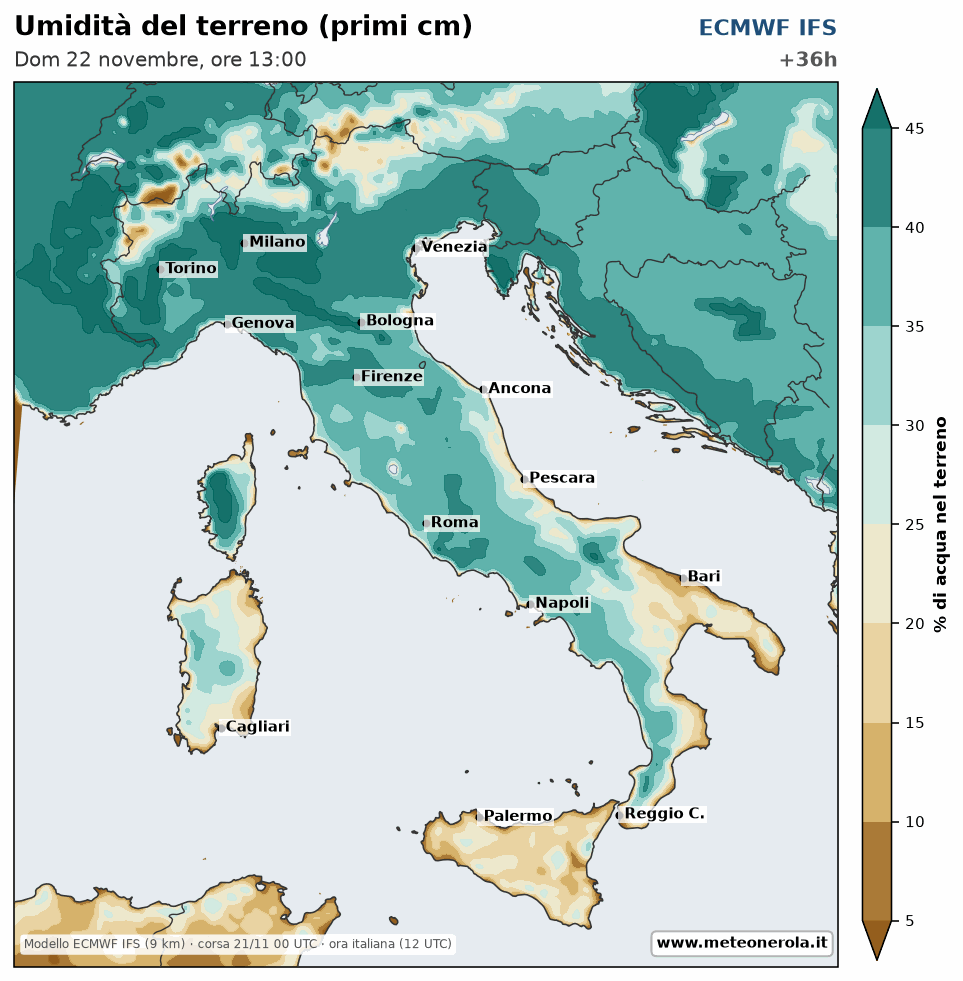 Umidità del terreno (primi cm)
ECMWF IFS
Dom 22 novembre, ore 13:00
+36h
45
40
35
30
25
20
15
10
5
% di acqua nel terreno
Milano
Venezia
Torino
Genova
Bologna
Firenze
Ancona
Pescara
Roma
Bari
Napoli
Cagliari
Palermo
Reggio C.
Modello ECMWF IFS (9 km) · corsa 21/11 00 UTC · ora italiana (12 UTC)
www.meteonerola.it